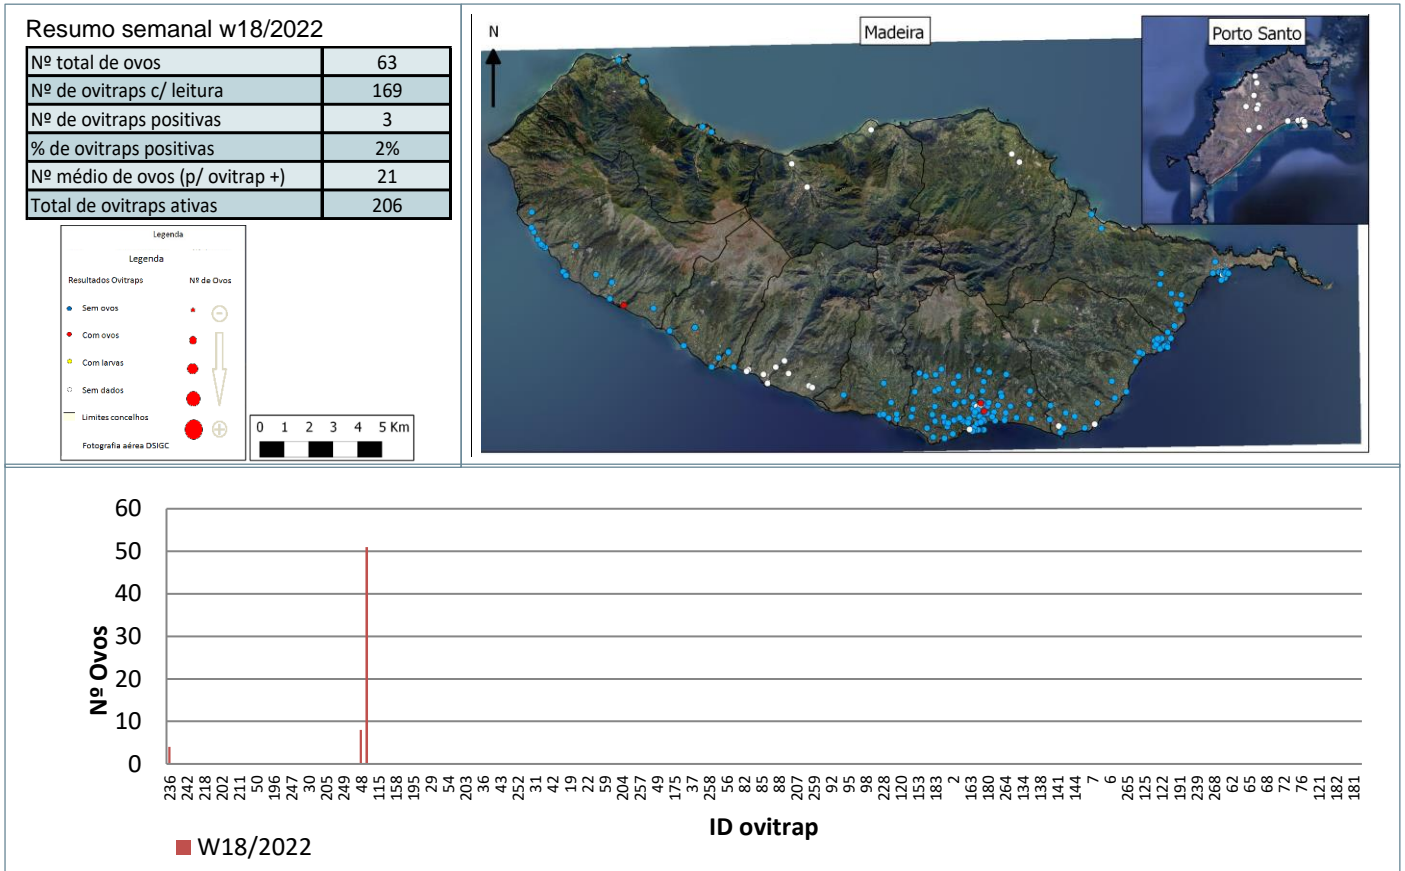 Resumo semanal w18/2022
Nº total de ovos 63
Nº de ovitraps c/ leitura 169
Nº de ovitraps positivas 3
% de ovitraps positivas 2%
Nº médio de ovos (p/ ovitrap +) 21
Total de ovitraps ativas 206
Legenda
Legenda
Resultados Ovitraps Nº de Ovos
Sem ovos
Com ovos
Com larvas
Sem dados
Limites concelhos
Fotografia aérea DSIGC
0 1 2 3 4 5 Km
N
Madeira
Porto Santo
60
50
40
30
20
10
0
Nº Ovos
236 242 218 202 211 50 196 247 30 205 249 48 115 158 195 29 54 203 36 43 252 31 42 19 22 59 204 257 49 175 37 258 56 82 85 88 207 259 92 95 98 228 120 153 183 2 163 180 264 134 138 141 144 7 6 265 125 122 191 239 268 62 65 68 72 76 121 182 181
ID ovitrap
W18/2022